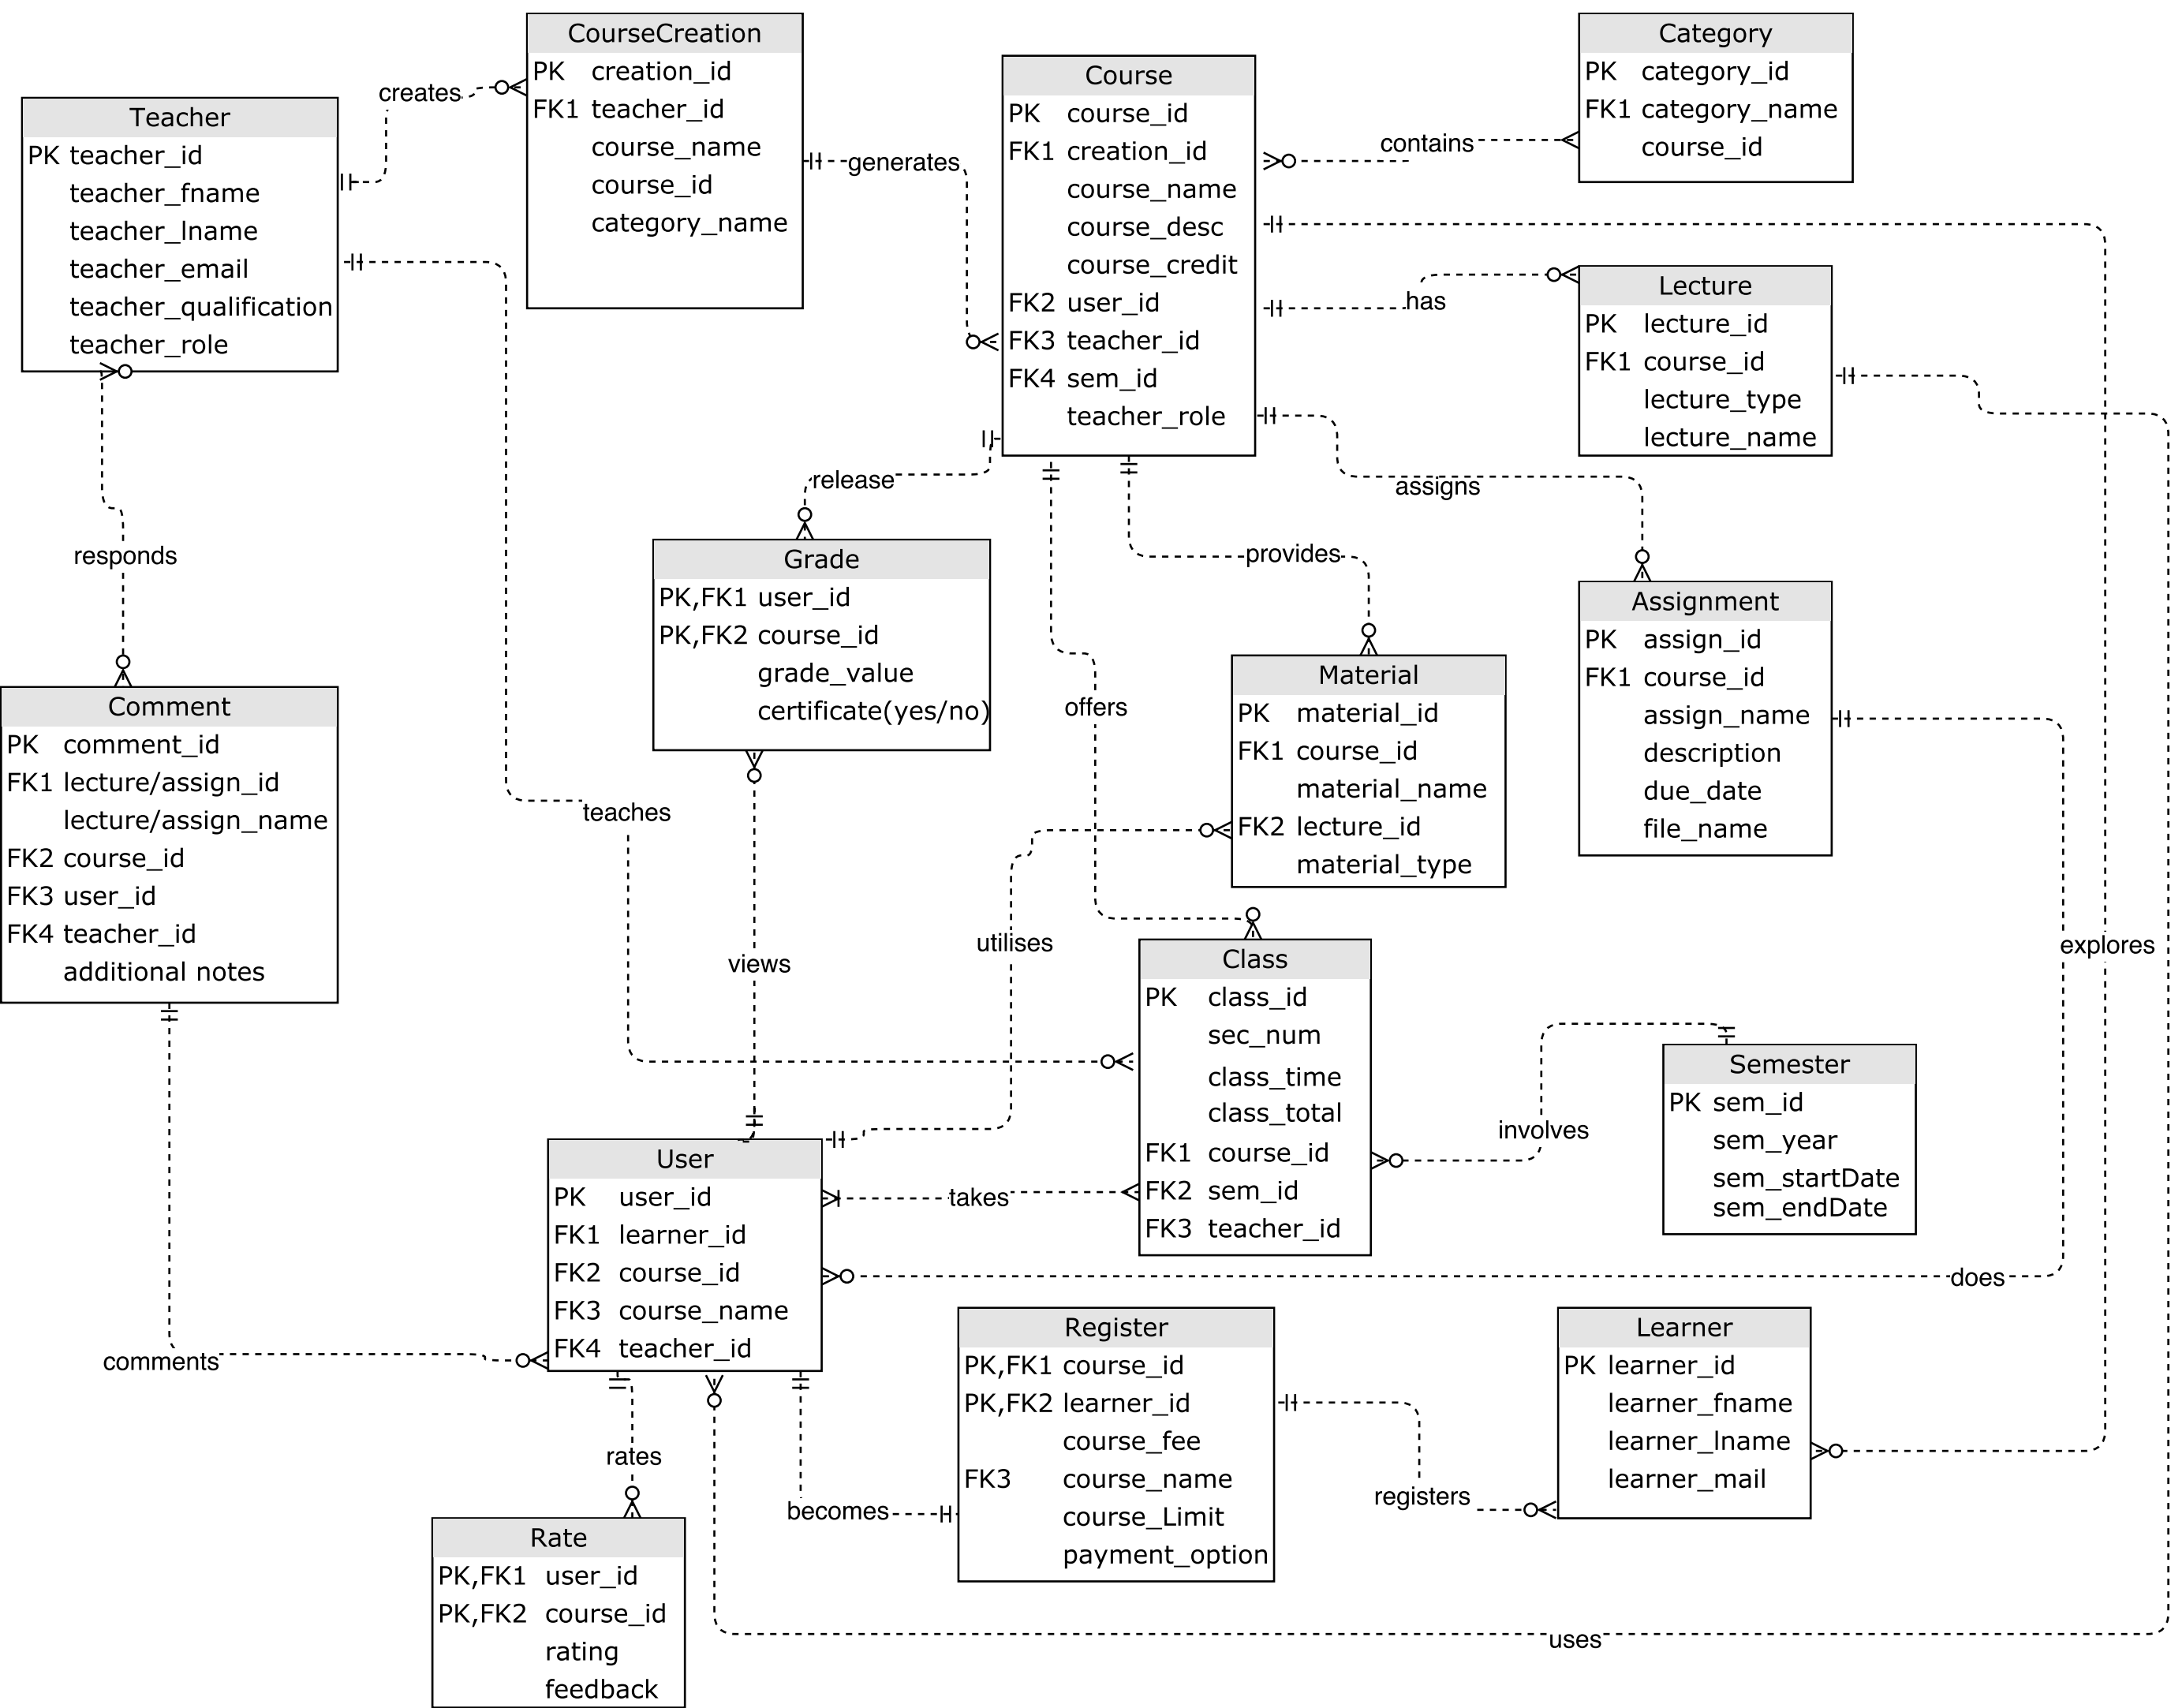 CourseCreation
PK creation_id
FK1 teacher_id
course_name
course_id
category_name
Category
PK category_id
FK1 category_name
course_id
Course
PK course_id
FK1 creation_id
course_name
course_desc
course_credit
FK2 user_id
FK3 teacher_id
FK4 sem_id
teacher_role
Teacher
PK teacher_id
teacher_fname
teacher_lname
teacher_email
teacher_qualification
teacher_role
creates
generates
contains
has
Lecture
PK lecture_id
FK1 course_id
lecture_type
lecture_name
release
assigns
responds
provides
Grade
PK,FK1 user_id
PK,FK2 course_id
grade_value
certificate(yes/no)
Assignment
PK assign_id
FK1 course_id
assign_name
description
due_date
file_name
Material
PK material_id
FK1 course_id
material_name
FK2 lecture_id
material_type
offers
Comment
PK comment_id
FK1 lecture/assign_id
lecture/assign_name
FK2 course_id
FK3 user_id
FK4 teacher_id
additional notes
teaches
views
utilises
explores
Class
PK class_id
sec_num
class_time
class_total
FK1 course_id
FK2 sem_id
FK3 teacher_id
Semester
PK sem_id
sem_year
sem_startDate
sem_endDate
involves
User
PK user_id
FK1 learner_id
FK2 course_id
FK3 course_name
FK4 teacher_id
takes
does
comments
Register
PK,FK1 course_id
PK,FK2 learner_id
course_fee
FK3 course_name
course_Limit
payment_option
Learner
PK learner_id
learner_fname
learner_lname
learner_mail
rates
becomes
registers
Rate
PK,FK1 user_id
PK,FK2 course_id
rating
feedback
uses